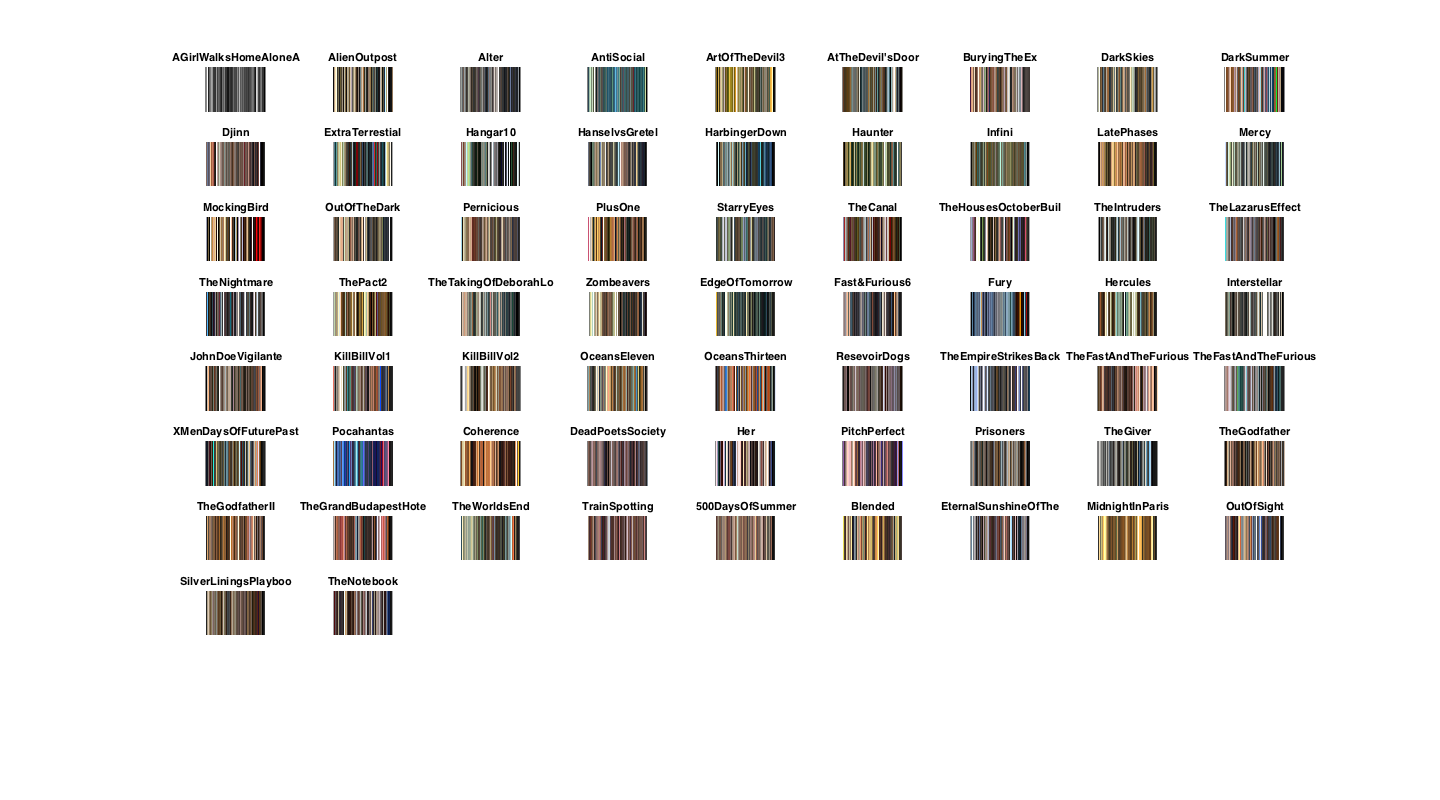 AGirlWalksHomeAloneA AlienOutpost Alter AntiSocial ArtOfTheDevil3 AtTheDevil'sDoor BuryingTheEx DarkSkies DarkSummer
Djinn ExtraTerrestial Hangar10 HanselvsGretel HarbingerDown Haunter Infini LatePhases Mercy
MockingBird OutOfTheDark Pernicious PlusOne StarryEyes TheCanal TheHousesOctoberBuil TheIntruders TheLazarusEffect
TheNightmare ThePact2 TheTakingOfDeborahLo Zombeavers EdgeOfTomorrow Fast&Furious6 Fury Hercules Interstellar
JohnDoeVigilante KillBillVol1 KillBillVol2 OceansEleven OceansThirteen ResevoirDogs TheEmpireStrikesBack TheFastAndTheFurious TheFastAndTheFurious
XMenDaysOfFuturePast Pocahantas Coherence DeadPoetsSociety Her PitchPerfect Prisoners TheGiver TheGodfather
TheGodfatherII TheGrandBudapestHote TheWorldsEnd TrainSpotting 500DaysOfSummer Blended EternalSunshineOfThe MidnightInParis OutOfSight
SilverLiningsPlayboo TheNotebook